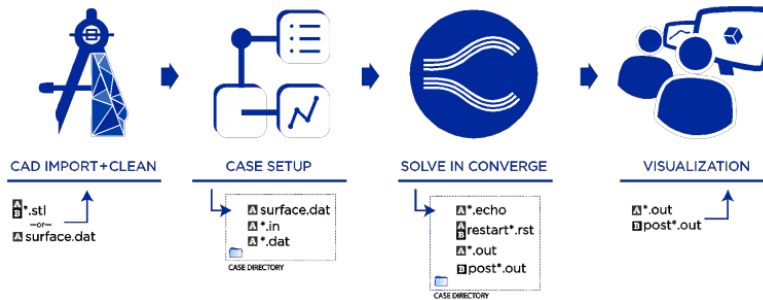 CAD IMPORT+CLEAN
A B *.stl
—or—
A surface.dat
CASE SETUP
A surface.dat
A *.in
A *.dat
CASE DIRECTORY
SOLVE IN CONVERGE
A *.echo
A B restart*.rst
A *.out
B post*.out
CASE DIRECTORY
VISUALIZATION
A *.out
B post*.out